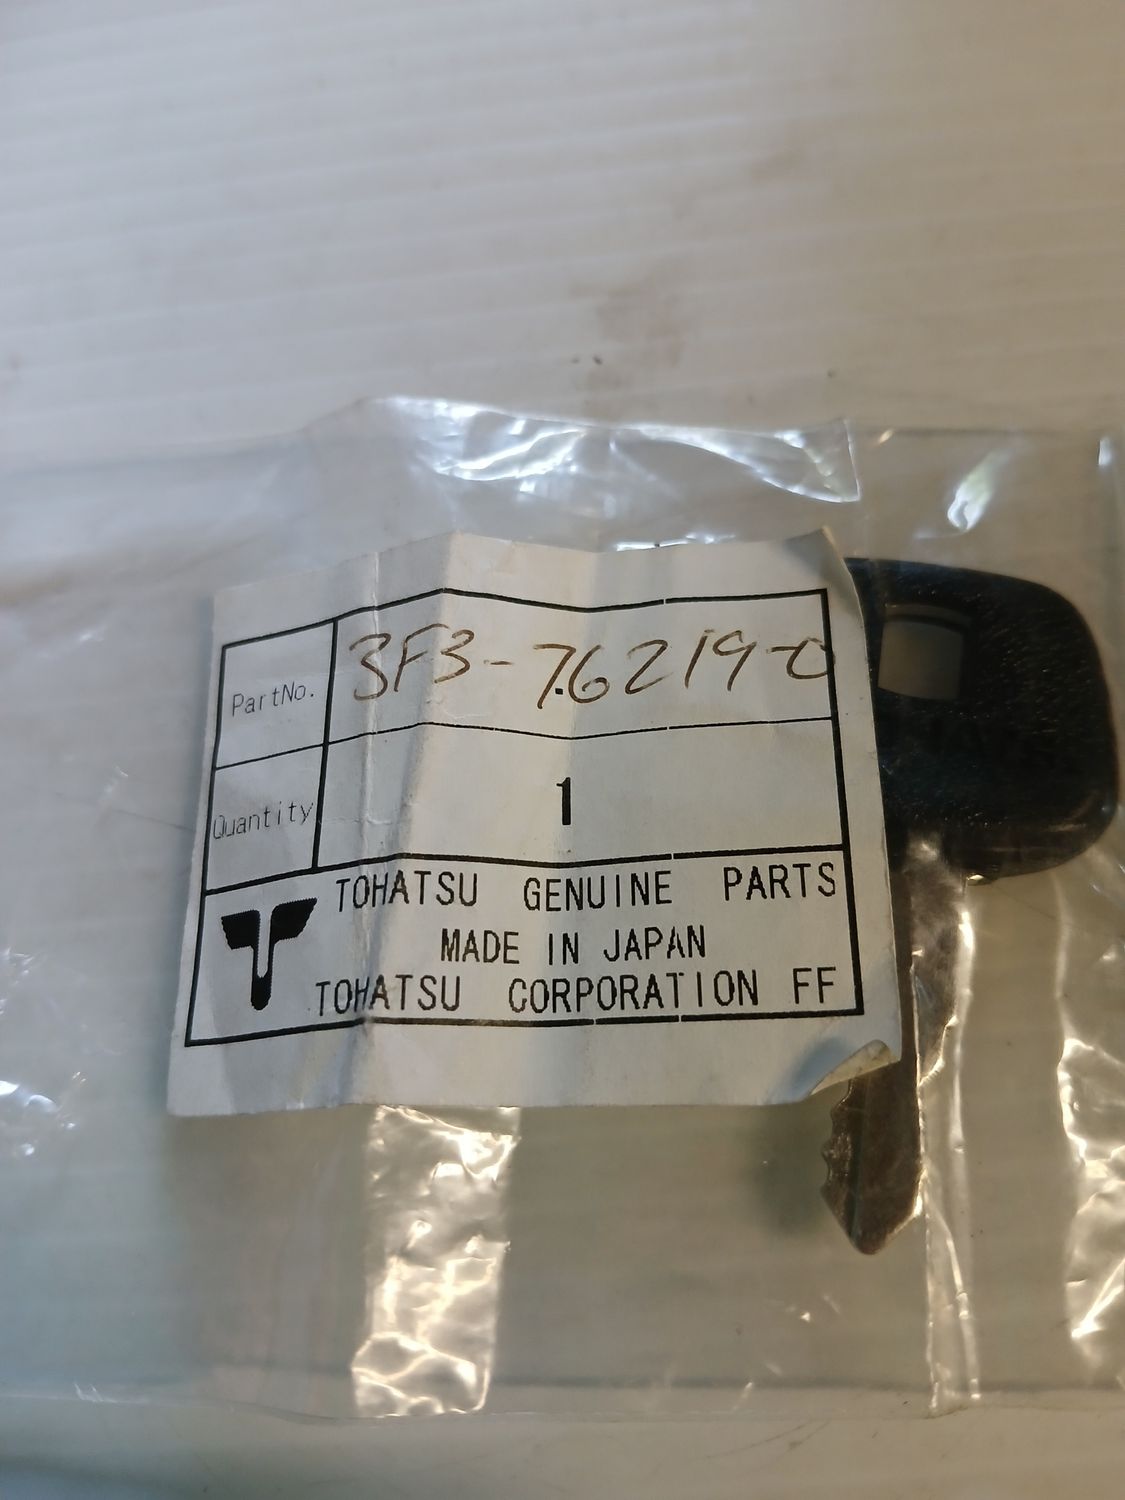 PartNo. 3F3-76219-0
Quantity 1
TOHATSU GENUINE PARTS
MADE IN JAPAN
TOHATSU CORPORATION FF